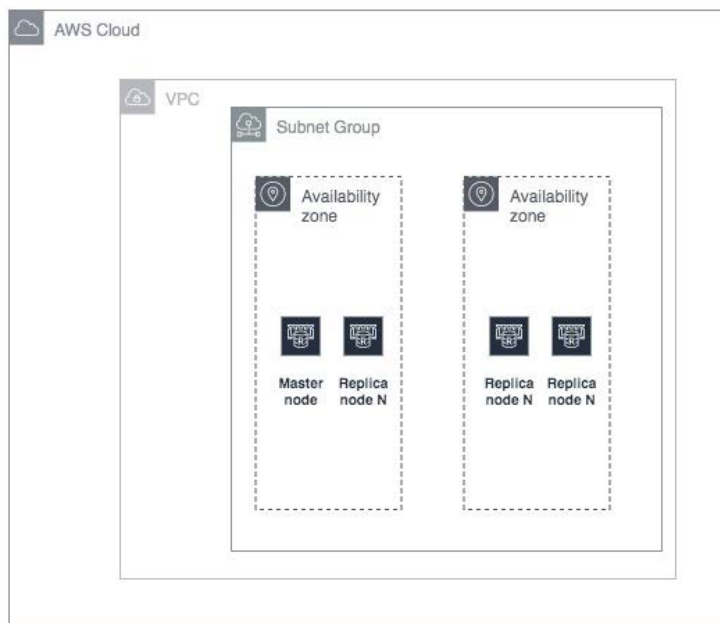 AWS Cloud
VPC
Subnet Group
Availability
zone
Availability
zone
Master
node
Replica
node N
Replica
node N
Replica
node N
R
R
R
R